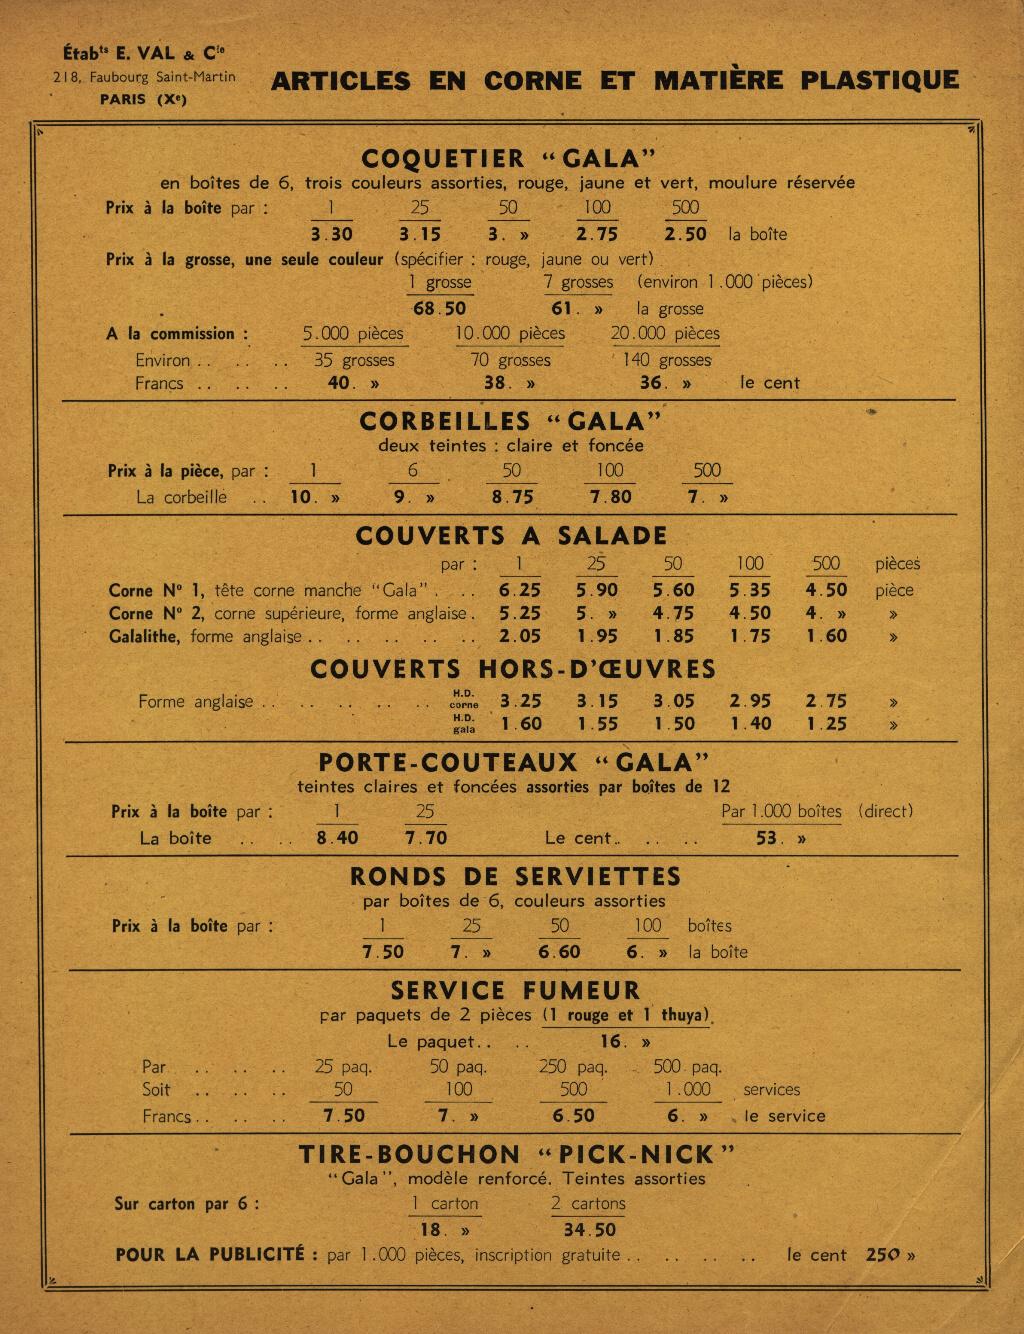 Étabts E. VAL & Cie
218, Faubourg Saint-Martin
PARIS (Xe)
ARTICLES EN CORNE ET MATIÈRE PLASTIQUE
COQUETIER "GALA"
en boîtes de 6, trois couleurs assorties, rouge, jaune et vert, moulure réservée
Prix à la boîte par : 1 25 50 100 500
3.30 3.15 3. » 2.75 2.50 la boîte
Prix à la grosse, une seule couleur (spécifier : rouge, jaune ou vert)
1 grosse 7 grosses (environ 1.000 pièces)
68.50 61. » la grosse
A la commission : 5.000 pièces 10.000 pièces 20.000 pièces
Environ .. .. .. 35 grosses 70 grosses 140 grosses
Francs .. .. .. 40. » 38. » 36. » le cent
CORBEILLES "GALA"
deux teintes : claire et foncée
Prix à la pièce, par : 1 6 50 100 500
La corbeille .. 10. » 9. » 8.75 7.80 7. »
COUVERTS A SALADE
par : 1 25 50 100 500 pièces
Corne No 1, tête corne manche "Gala" . .. 6.25 5.90 5.60 5.35 4.50 pièce
Corne No 2, corne supérieure, forme anglaise. 5.25 5. » 4.75 4.50 4. » »
Galalithe, forme anglaise .. .. .. .. .. 2.05 1.95 1.85 1.75 1.60 »
COUVERTS HORS-D'ŒUVRES
Forme anglaise .. .. .. .. .. H.D. corne 3.25 3.15 3.05 2.95 2.75 »
H.D. gala 1.60 1.55 1.50 1.40 1.25 »
PORTE-COUTEAUX "GALA"
teintes claires et foncées assorties par boîtes de 12
Prix à la boîte par : 1 25 Par 1.000 boîtes (direct)
La boîte .. .. 8.40 7.70 Le cent .. .. .. 53. »
RONDS DE SERVIETTES
par boîtes de 6, couleurs assorties
Prix à la boîte par : 1 25 50 100 boîtes
7.50 7. » 6.60 6. » la boîte
SERVICE FUMEUR
par paquets de 2 pièces (1 rouge et 1 thuya).
Le paquet .. .. 16. »
Par .. .. .. 25 paq. 50 paq. 250 paq. 500 paq.
Soit .. .. .. 50 100 500 1.000 services
Francs .. .. .. 7.50 7. » 6.50 6. » le service
TIRE-BOUCHON "PICK-NICK"
"Gala", modèle renforcé. Teintes assorties
Sur carton par 6 : 1 carton 2 cartons
18. » 34.50
POUR LA PUBLICITÉ : par 1.000 pièces, inscription gratuite .. .. .. .. le cent 250 »